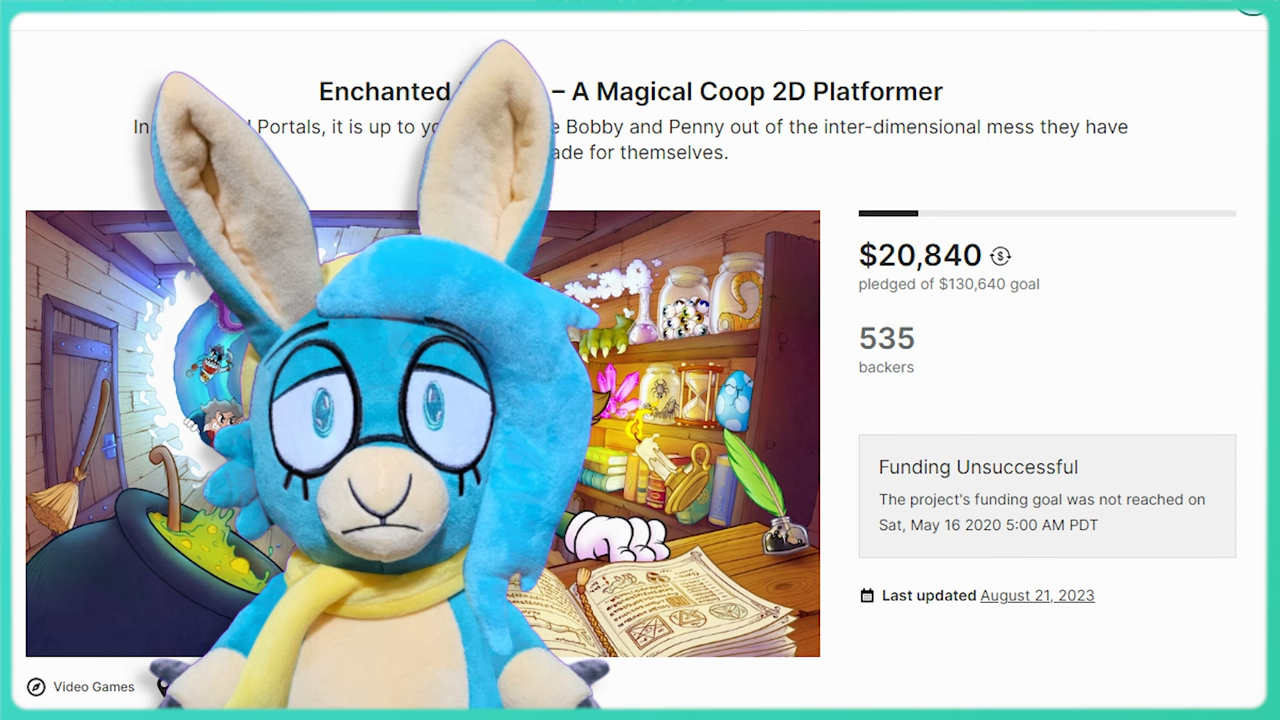 Enchanted – A Magical Coop 2D Platformer
In Portals, it is up to Bobby and Penny out of the inter-dimensional mess they have
for themselves.
$20,840
pledged of $130,640 goal
535
backers
Funding Unsuccessful
The project's funding goal was not reached on
Sat, May 16 2020 5:00 AM PDT
Last updated August 21, 2023
Video Games